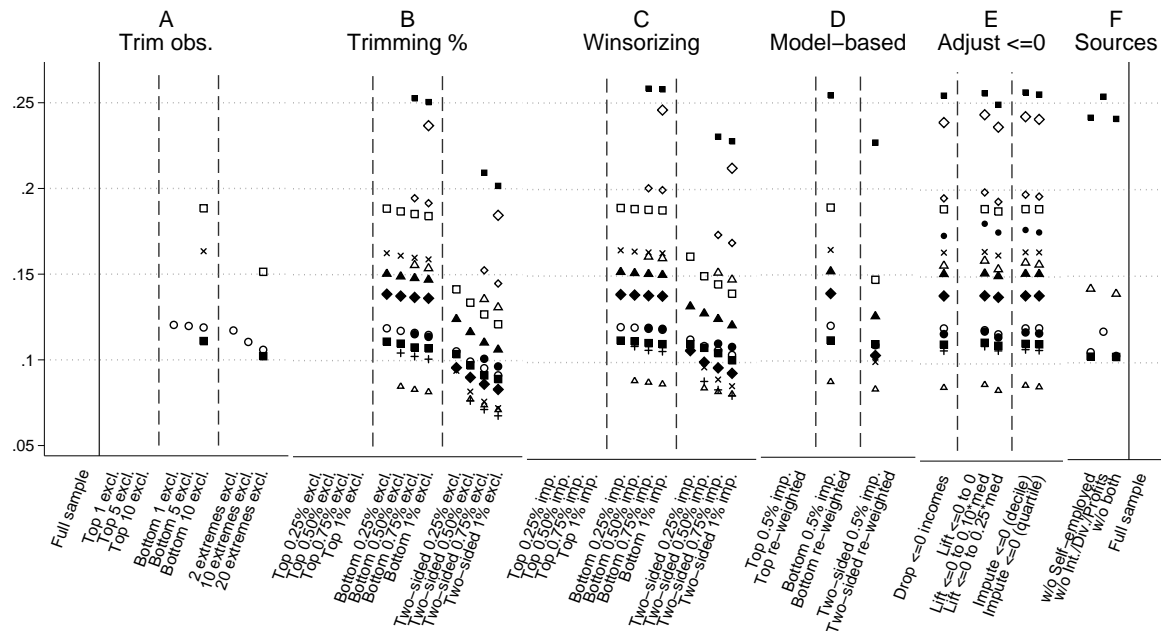 A
Trim obs.
B
Trimming %
C
Winsorizing
D
Model−based
E
Adjust <=0
F
Sources
.25
.2
.15
.1
.05
Full sample
Top 1 excl.
Top 5 excl.
Top 10 excl.
Bottom 1 excl.
Bottom 5 excl.
Bottom 10 excl.
2 extremes excl.
10 extremes excl.
20 extremes excl.
Top 0.25% excl.
Top 0.50% excl.
Top 0.75% excl.
Top 1% excl.
Bottom 0.25% excl.
Bottom 0.50% excl.
Bottom 0.75% excl.
Bottom 1% excl.
Two−sided 0.25% excl.
Two−sided 0.50% excl.
Two−sided 0.75% excl.
Two−sided 1% excl.
Top 0.25% imp.
Top 0.50% imp.
Top 0.75% imp.
Top 1% imp.
Bottom 0.25% imp.
Bottom 0.50% imp.
Bottom 0.75% imp.
Bottom 1% imp.
Two−sided 0.25% imp.
Two−sided 0.50% imp.
Two−sided 0.75% imp.
Two−sided 1% imp.
Top 0.5% imp.
Top re−weighted
Bottom 0.5% imp.
Bottom re−weighted
Two−sided 0.5% imp.
Two−sided re−weighted
Drop <=0 incomes
Lift <=0 to 0
Lift <=0 to 0.10*med
Lift <=0 to 0.25*med
Impute <=0 (decile)
Impute <=0 (quartile)
w/o Self−employed
w/o Int./Div./Profits
w/o both
Full sample